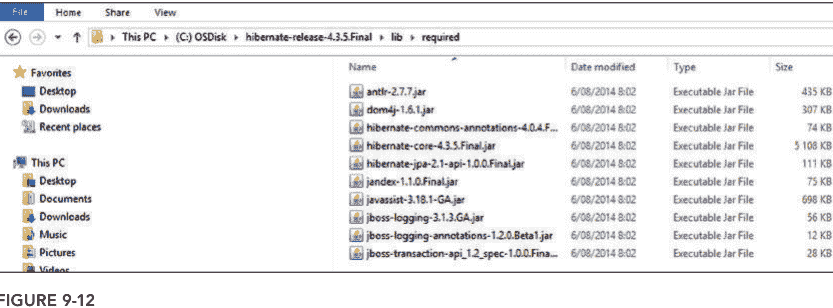 File Home Share View
This PC (C:) OSDisk hibernate-release-4.3.5.Final lib required
Name Date modified Type Size
Favorites
Desktop
Downloads
Recent places
This PC
Desktop
Documents
Downloads
Music
Pictures
Videos
antlr-2.7.7.jar 6/08/2014 8:02 Executable Jar File 435 KB
dom4j-1.6.1.jar 6/08/2014 8:02 Executable Jar File 307 KB
hibernate-commons-annotations-4.0.4.F... 6/08/2014 8:02 Executable Jar File 74 KB
hibernate-core-4.3.5.Final.jar 6/08/2014 8:02 Executable Jar File 5 108 KB
hibernate-jpa-2.1-api-1.0.0.Final.jar 6/08/2014 8:02 Executable Jar File 111 KB
jandex-1.1.0.Final.jar 6/08/2014 8:02 Executable Jar File 75 KB
javassist-3.18.1-GA.jar 6/08/2014 8:02 Executable Jar File 698 KB
jboss-logging-3.1.3.GA.jar 6/08/2014 8:02 Executable Jar File 56 KB
jboss-logging-annotations-1.2.0.Beta1.jar 6/08/2014 8:02 Executable Jar File 12 KB
jboss-transaction-api_1.2_spec-1.0.0.Fina... 6/08/2014 8:02 Executable Jar File 28 KB
FIGURE 9-12